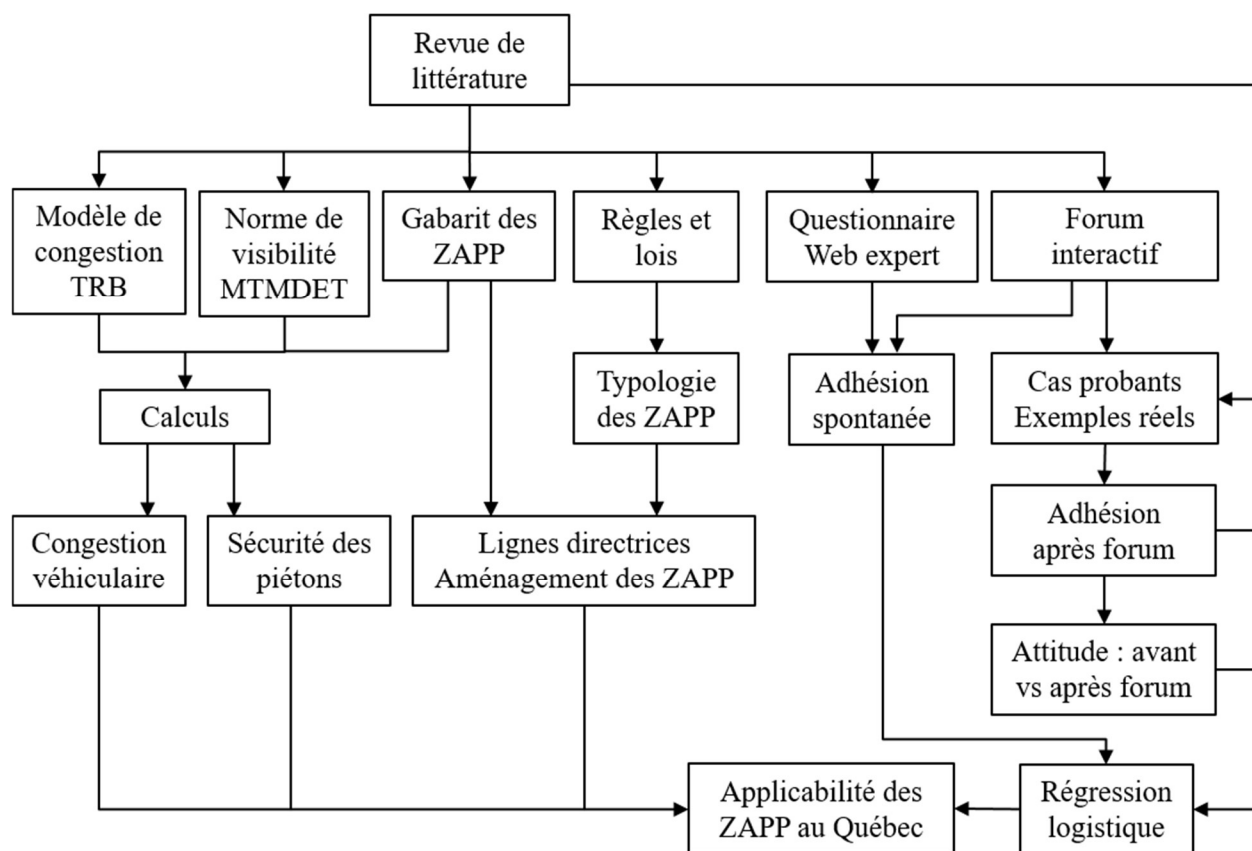 Revue de
littérature
Modèle de
congestion
TRB
Norme de
visibilité
MTMDET
Gabarit des
ZAPP
Règles et
lois
Questionnaire
Web expert
Forum
interactif
Calculs
Typologie
des ZAPP
Adhésion
spontanée
Cas probants
Exemples réels
Congestion
véhiculaire
Sécurité des
piétons
Lignes directrices
Aménagement des ZAPP
Adhésion
après forum
Attitude : avant
vs après forum
Applicabilité des
ZAPP au Québec
Régression
logistique